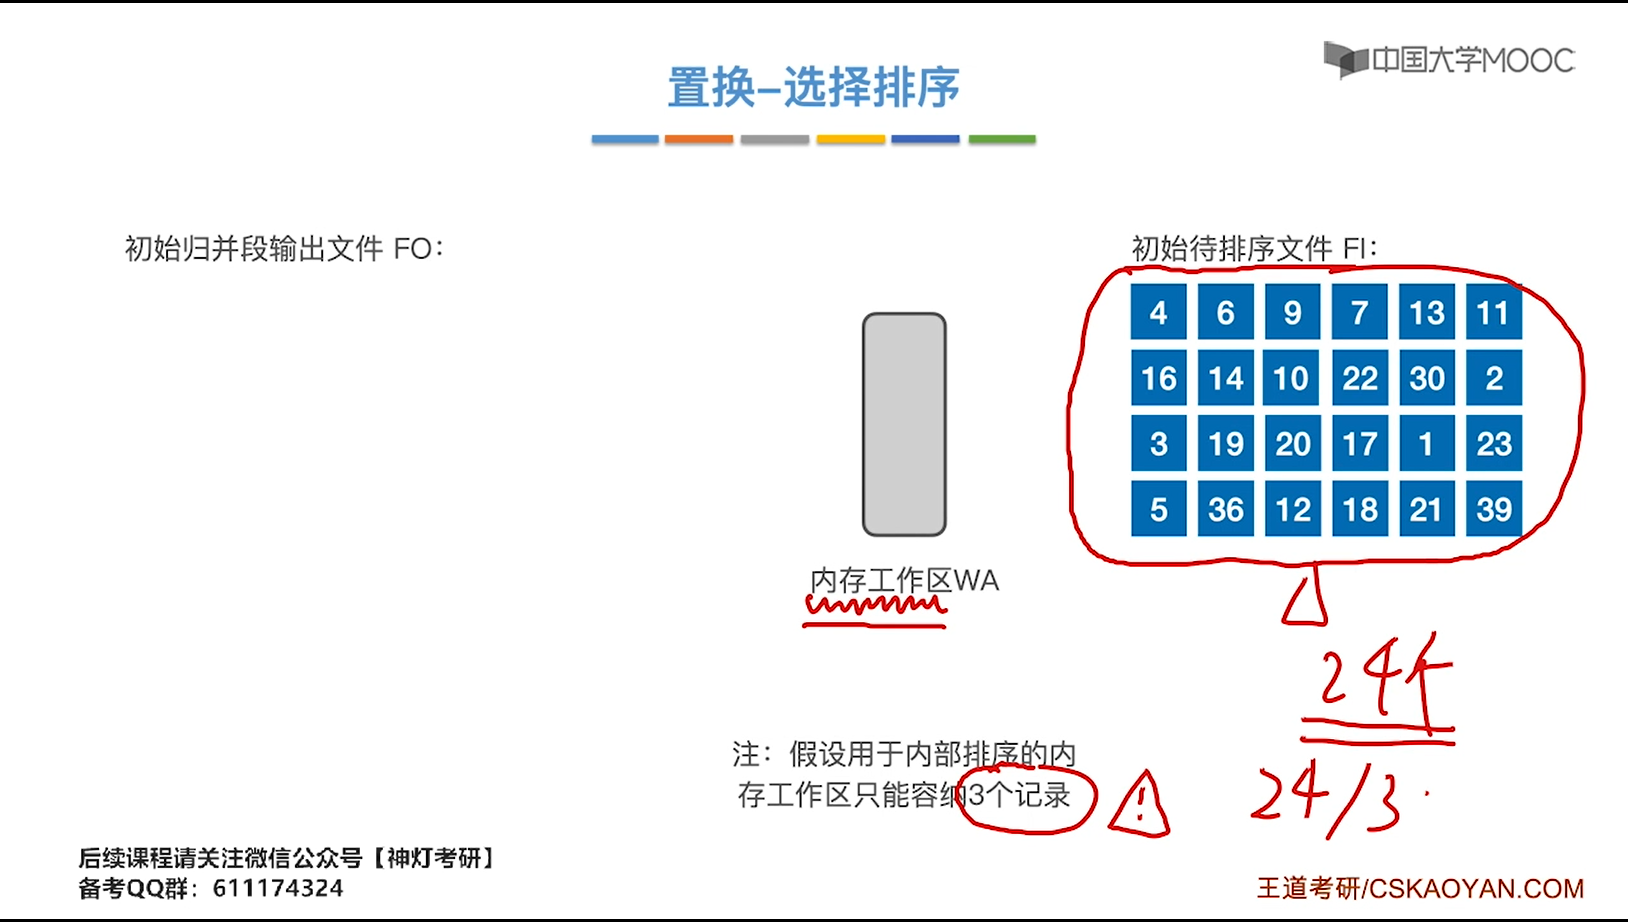 中国大学MOOC
置换–选择排序
初始归并段输出文件 FO：
初始待排序文件 FI：
4 6 9 7 13 11
16 14 10 22 30 2
3 19 20 17 1 23
5 36 12 18 21 39
内存工作区WA
24个
注：假设用于内部排序的内
存工作区只能容纳3个记录
!
24/3
后续课程请关注微信公众号【神灯考研】
备考QQ群：611174324
王道考研/CSKAOYAN.COM